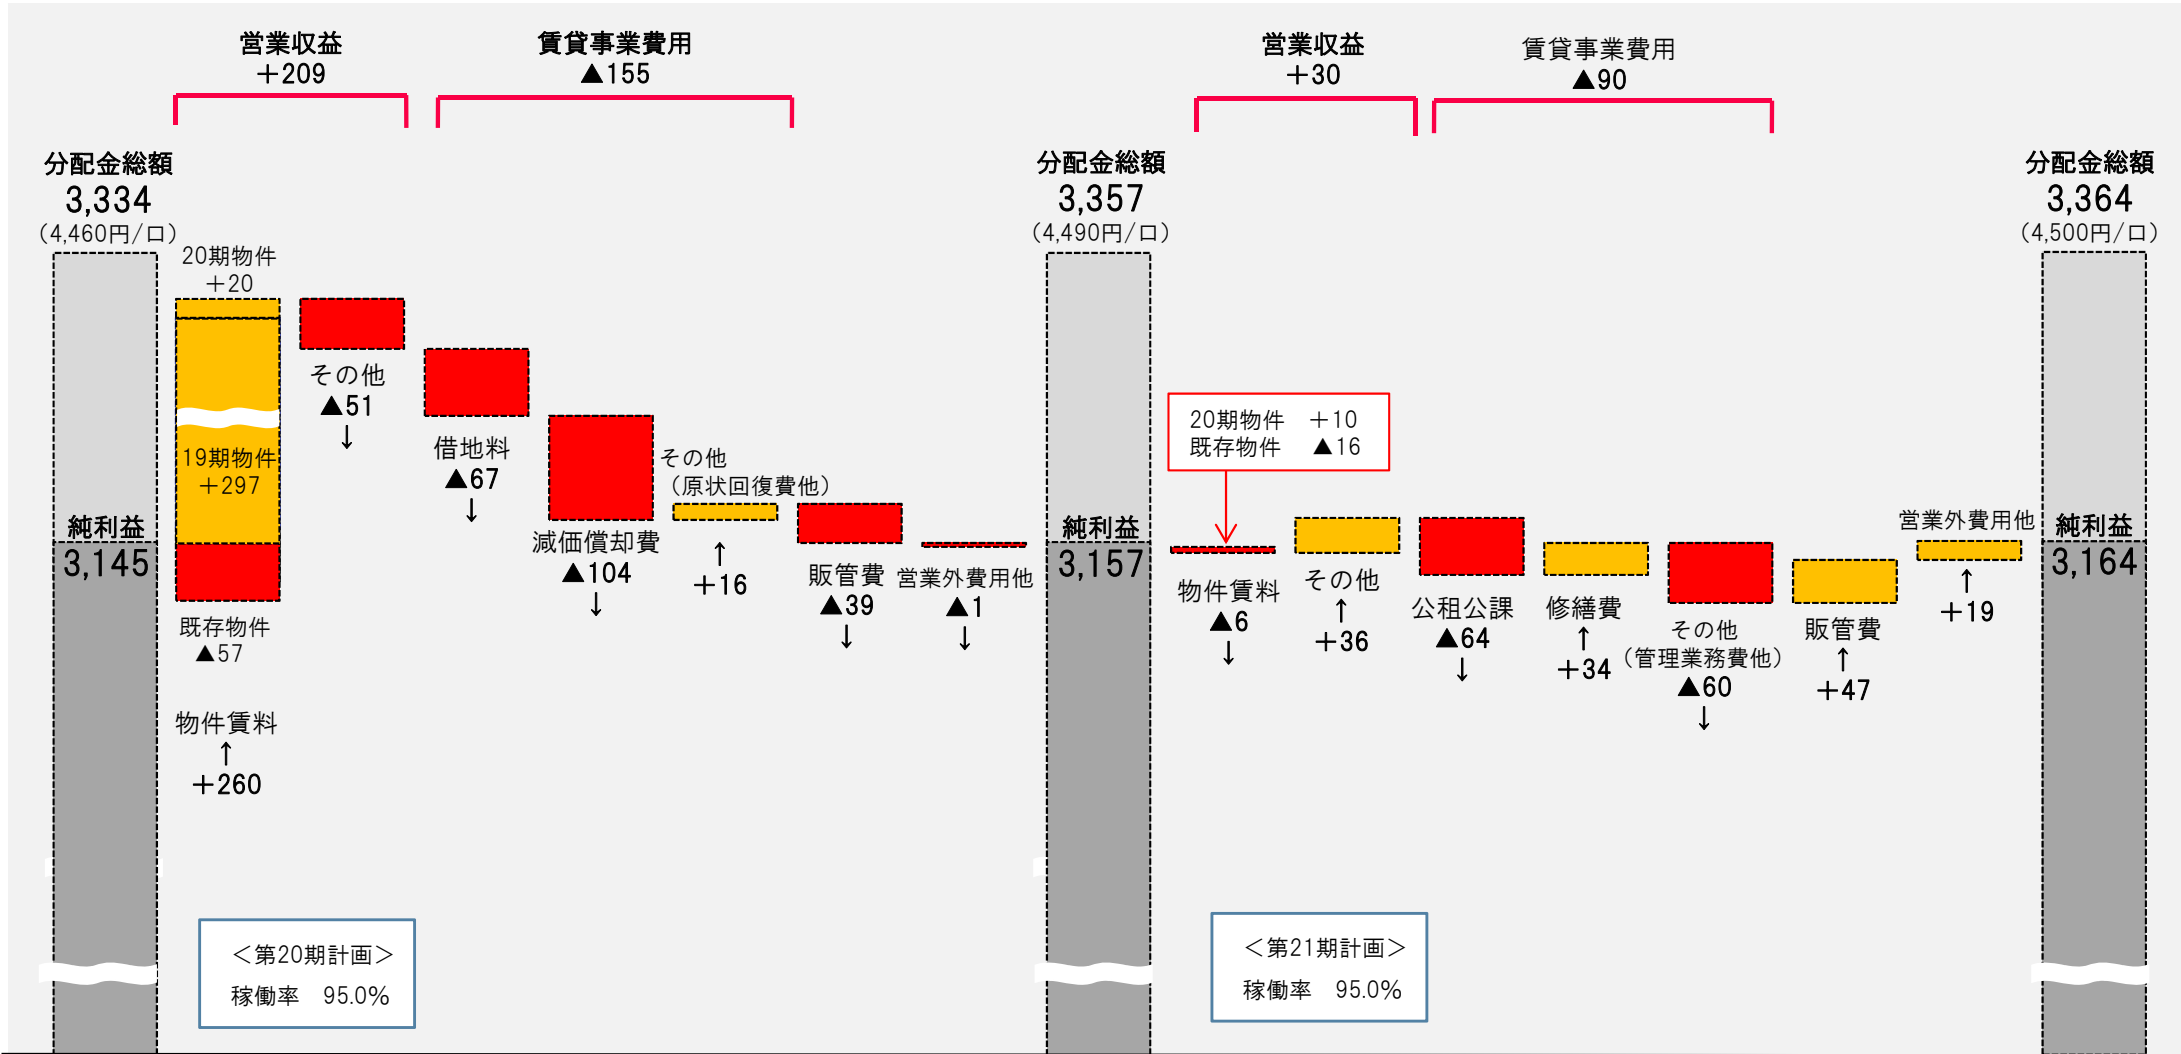 営業収益
＋209
賃貸事業費用
▲155
分配金総額
3,334
（4,460円/口）
20期物件
＋20
19期物件
＋297
既存物件
▲57
物件賃料
↑
＋260
その他
▲51
↓
借地料
▲67
↓
減価償却費
▲104
↓
その他
（原状回復費他）
↑
＋16
販管費
▲39
↓
営業外費用他
▲1
↓
純利益
3,145
＜第20期計画＞
稼働率　95.0%
営業収益
＋30
賃貸事業費用
▲90
分配金総額
3,357
（4,490円/口）
純利益
3,157
20期物件　＋10
既存物件　▲16
物件賃料
▲6
↓
その他
↑
＋36
公租公課
▲64
↓
修繕費
↑
＋34
その他
（管理業務費他）
▲60
↓
販管費
↑
＋47
営業外費用他
↑
＋19
＜第21期計画＞
稼働率　95.0%
分配金総額
3,364
（4,500円/口）
純利益
3,164